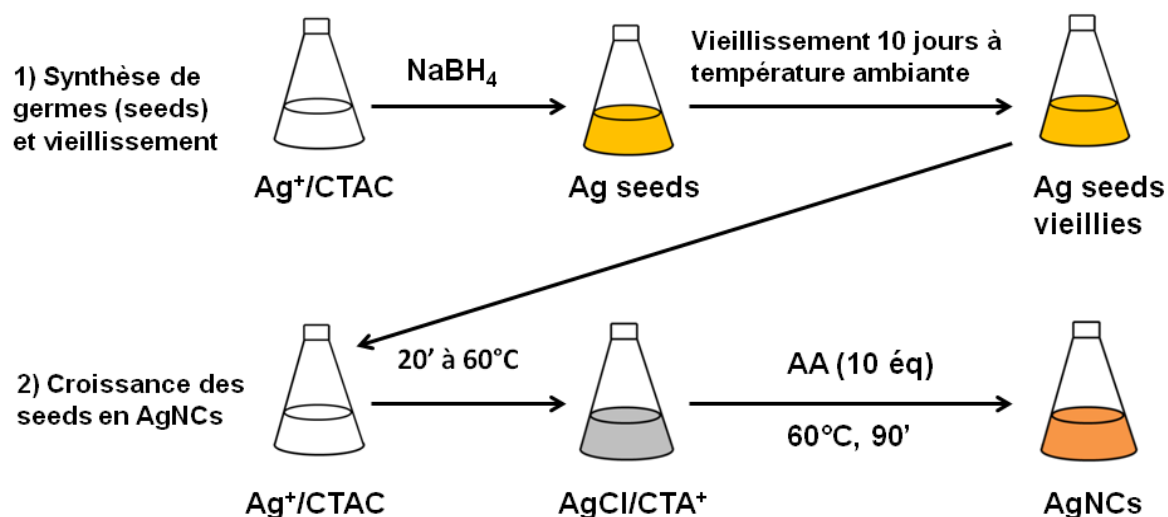 1) Synthèse de
germes (seeds)
et vieillissement
NaBH₄
Vieillissement 10 jours à
température ambiante
Ag⁺/CTAC
Ag seeds
Ag seeds
vieillies
2) Croissance des
seeds en AgNCs
20' à 60°C
AA (10 éq)
60°C, 90'
Ag⁺/CTAC
AgCl/CTA⁺
AgNCs